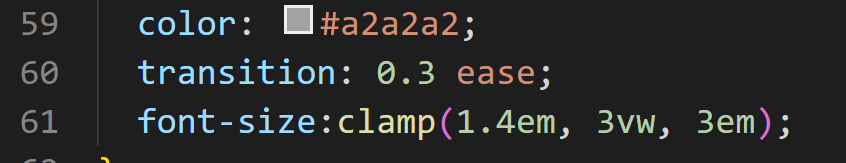 59 color: #a2a2a2;
60 transition: 0.3 ease;
61 font-size:clamp(1.4em, 3vw, 3em);